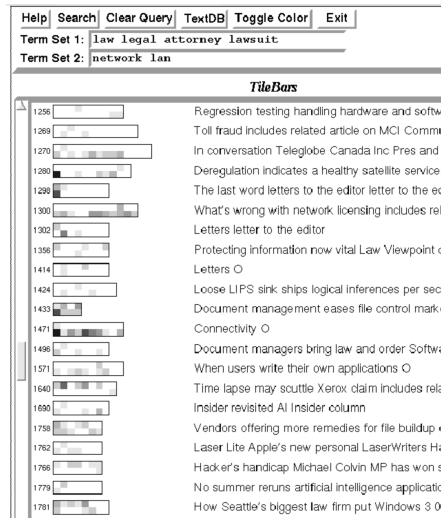 Help Search Clear Query TextDB Toggle Color Exit
Term Set 1: law legal attorney lawsuit
Term Set 2: network lan
TileBars
1256 Regression testing handling hardware and softw
1269 Toll fraud includes related article on MCI Commu
1270 In conversation Teleglobe Canada Inc Pres and
1280 Deregulation indicates a healthy satellite service
1298 The last word letters to the editor letter to the ed
1300 What's wrong with network licensing includes rel
1302 Letters letter to the editor
1356 Protecting information now vital Law Viewpoint c
1414 Letters O
1424 Loose LIPS sink ships logical inferences per sec
1433 Document management eases file control mark
1471 Connectivity O
1496 Document managers bring law and order Softwa
1571 When users write their own applications O
1640 Time lapse may scuttle Xerox claim includes rela
1690 Insider revisited AI Insider column
1758 Vendors offering more remedies for file buildup e
1762 Laser Lite Apple's new personal LaserWriters Ha
1766 Hacker's handicap Michael Colvin MP has won s
1779 No summer reruns artificial intelligence applicatio
1781 How Seattle's biggest law firm put Windows 3 0